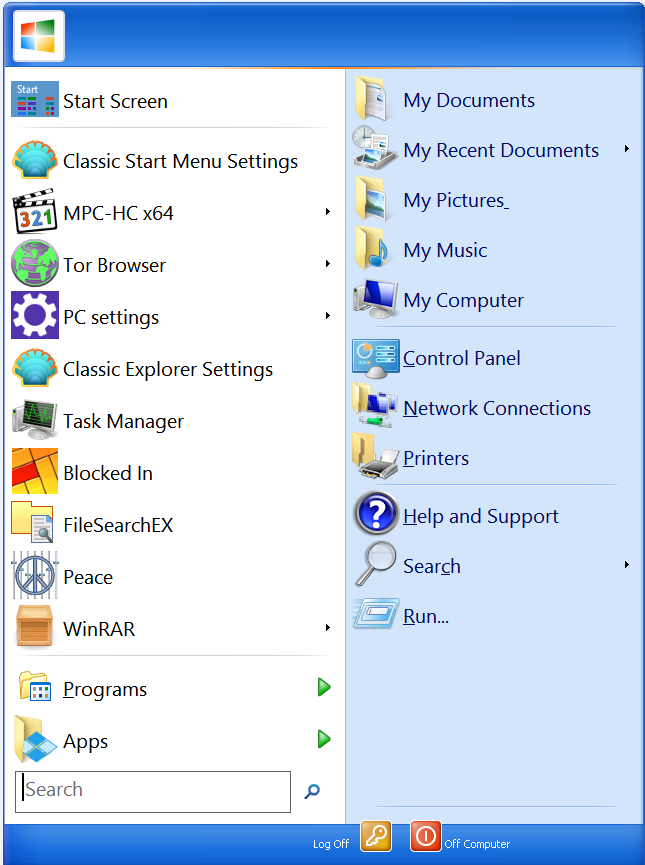 Start
Start Screen
Classic Start Menu Settings
321
MPC-HC x64
Tor Browser
PC settings
Classic Explorer Settings
Task Manager
Blocked In
FileSearchEX
Peace
WinRAR
Programs
Apps
Search
My Documents
My Recent Documents
My Pictures
My Music
My Computer
Control Panel
Network Connections
Printers
?
Help and Support
Search
Run...
Log Off
Off Computer